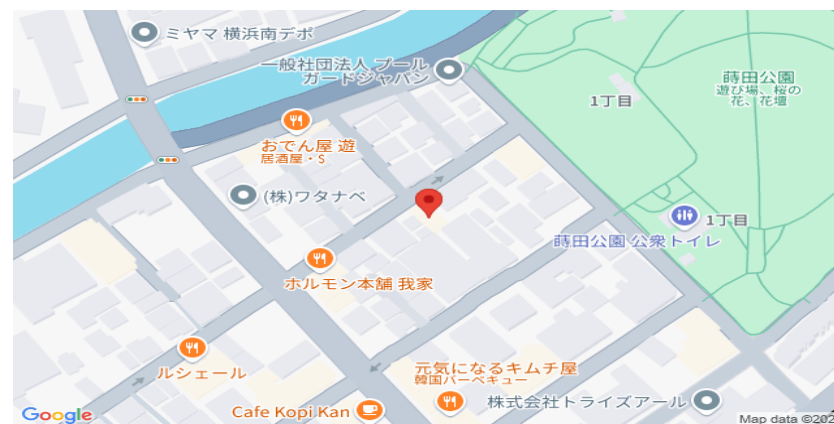 ミヤマ 横浜南デポ
一般社団法人 プール
ガードジャパン
蒔田公園
遊び場、桜の
花、花壇
1丁目
おでん屋 遊
居酒屋・S
(株)ワタナベ
1丁目
蒔田公園 公衆トイレ
ホルモン本舗 我家
ルシェール
元気になるキムチ屋
韓国バーベキュー
Cafe Kopi Kan
株式会社トライズアール
Google
Map data ©202